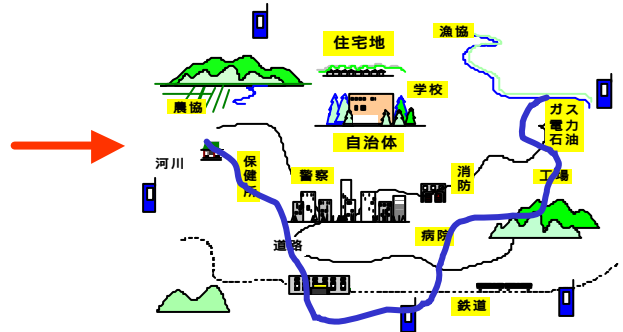 漁協
住宅地
学校
農協
ガス
電力
石油
自治体
河川
保健所
警察
消防
工場
病院
道路
鉄道